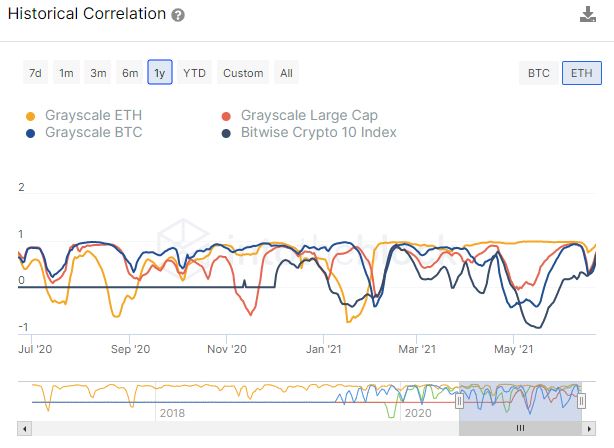 Historical Correlation ?
7d 1m 3m 6m 1y YTD Custom All BTC ETH
Grayscale ETH Grayscale Large Cap
Grayscale BTC Bitwise Crypto 10 Index
2
1
0
-1
Jul '20 Sep '20 Nov '20 Jan '21 Mar '21 May '21
2018 2020